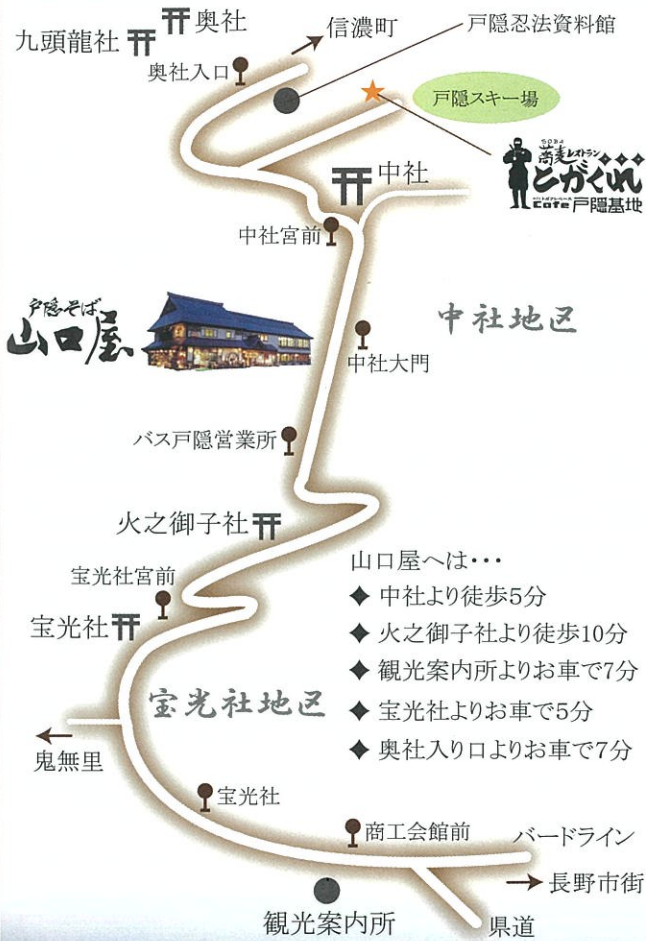 九頭龍社
奥社
信濃町
戸隠忍法資料館
奥社入口
戸隠スキー場
そば処
蕎麦レストラン
とがくれ
Cafe 戸隠基地
中社
中社宮前
戸隠そば
山口屋
中社地区
中社大門
バス戸隠営業所
火之御子社
宝光社宮前
宝光社
山口屋へは・・・
◆ 中社より徒歩5分
◆ 火之御子社より徒歩10分
◆ 観光案内所よりお車で7分
◆ 宝光社よりお車で5分
◆ 奥社入り口よりお車で7分
宝光社地区
鬼無里
宝光社
商工会館前
バードライン
長野市街
観光案内所
県道